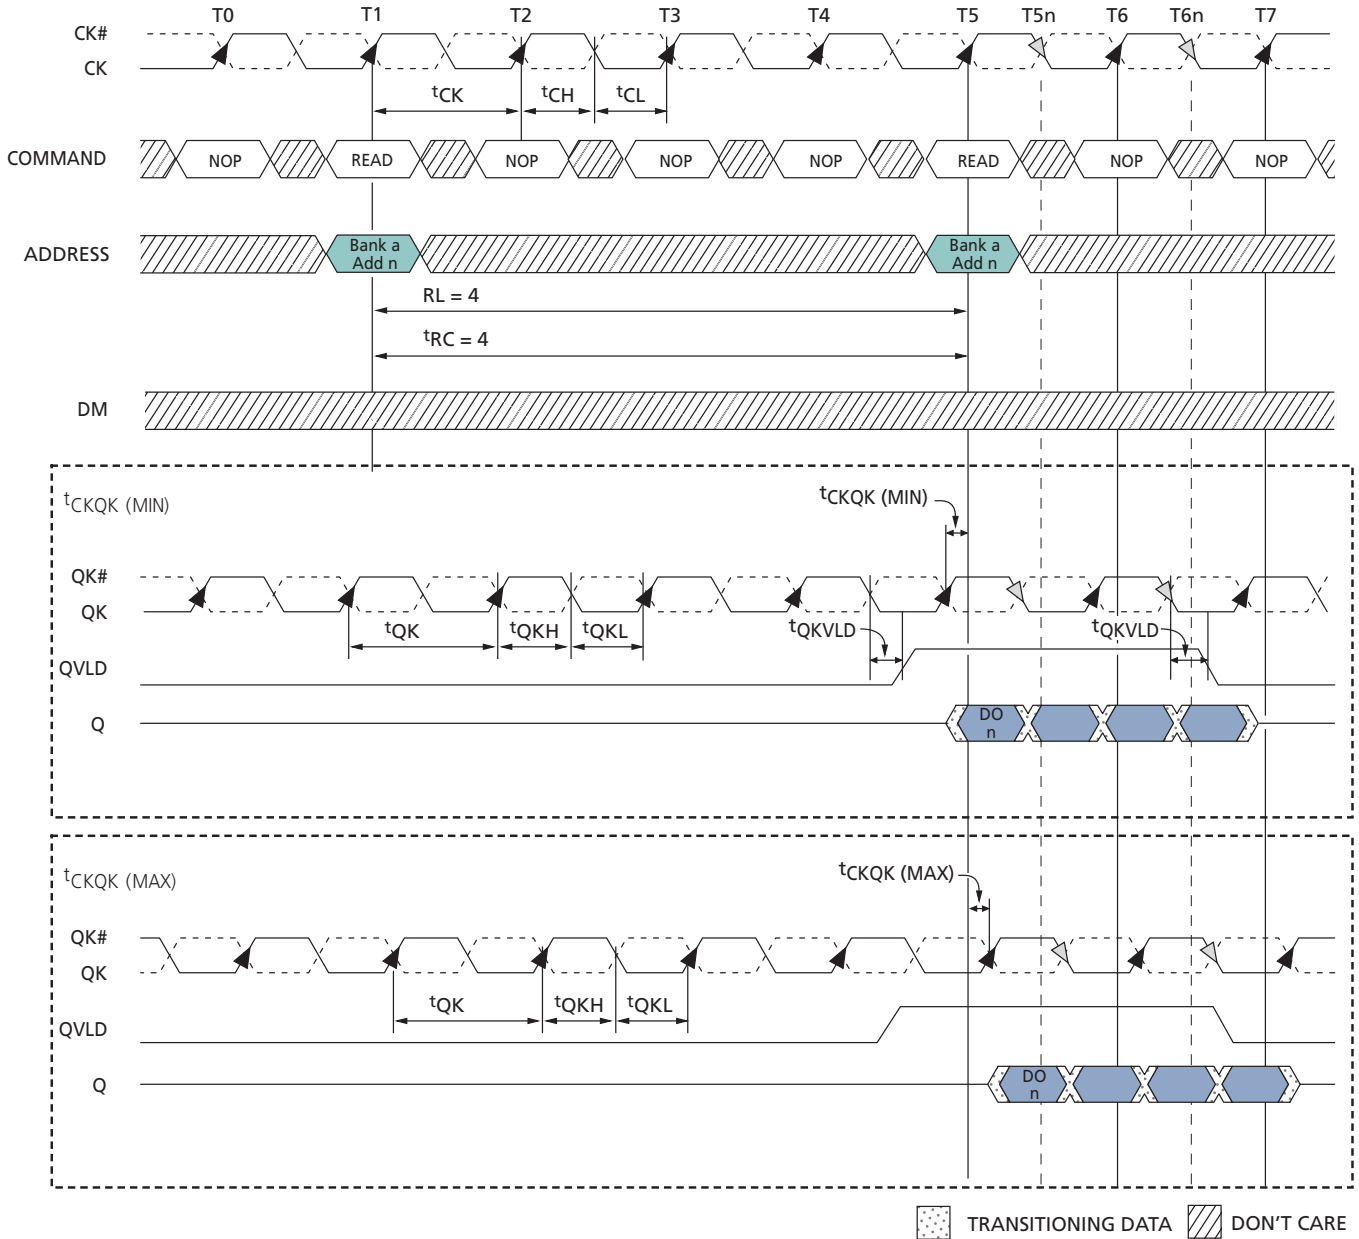 T0 T1 T2 T3 T4 T5 T5n T6 T6n T7
CK#
CK
tCK tCH tCL
COMMAND NOP READ NOP NOP NOP READ NOP NOP
ADDRESS Bank a Add n Bank a Add n
RL = 4
tRC = 4
DM
tCKQK (MIN)
tCKQK (MIN)
QK#
QK
tQK tQKH tQKL tQKVLD tQKVLD
QVLD
Q DO n
tCKQK (MAX)
tCKQK (MAX)
QK#
QK
tQK tQKH tQKL
QVLD
Q DO n
TRANSITIONING DATA DON'T CARE